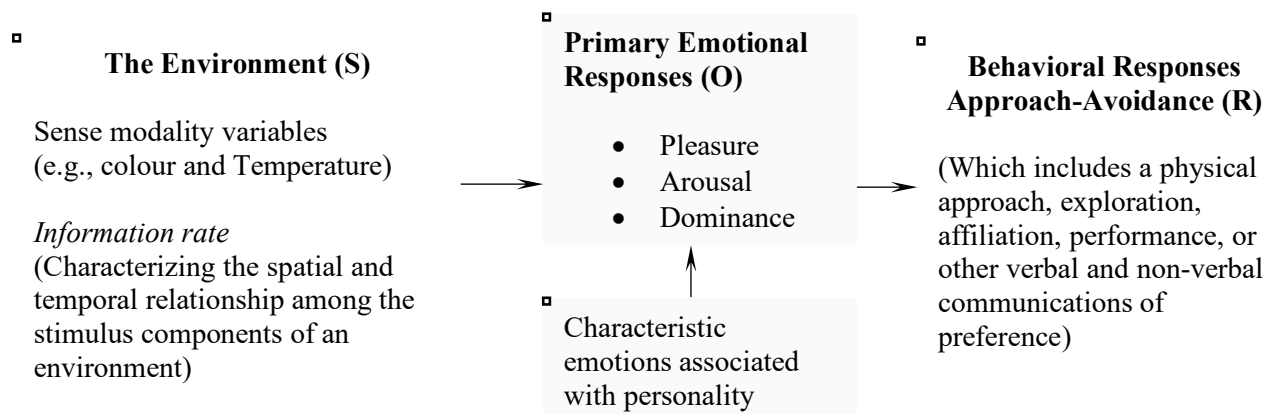 The Environment (S)
Sense modality variables
(e.g., colour and Temperature)
Information rate
(Characterizing the spatial and
temporal relationship among the
stimulus components of an
environment)
Primary Emotional
Responses (O)
● Pleasure
● Arousal
● Dominance
Characteristic
emotions associated
with personality
Behavioral Responses
Approach-Avoidance (R)
(Which includes a physical
approach, exploration,
affiliation, performance, or
other verbal and non-verbal
communications of
preference)